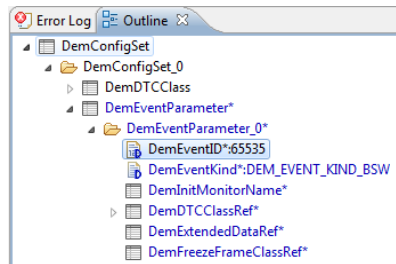 Error Log Outline
DemConfigSet
DemConfigSet_0
DemDTCClass
DemEventParameter*
DemEventParameter_0*
DemEventID*:65535
DemEventKind*:DEM_EVENT_KIND_BSW
DemInitMonitorName*
DemDTCClassRef*
DemExtendedDataRef*
DemFreezeFrameClassRef*